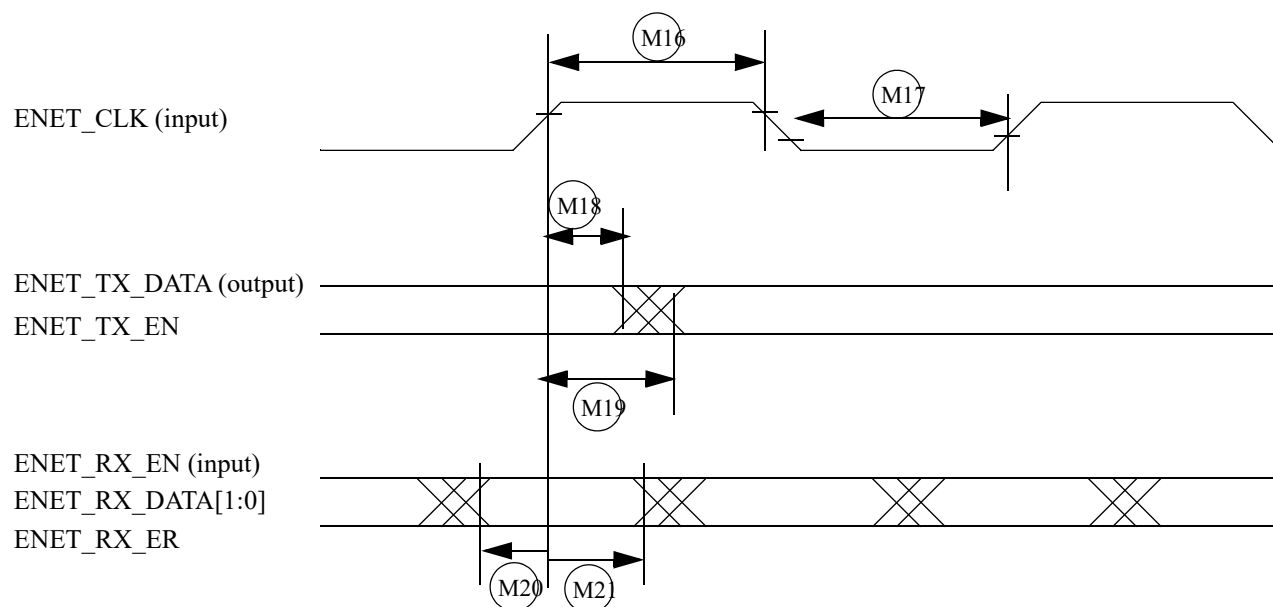 M16
ENET_CLK (input)
M17
M18
ENET_TX_DATA (output)
ENET_TX_EN
M19
ENET_RX_EN (input)
ENET_RX_DATA[1:0]
ENET_RX_ER
M20
M21